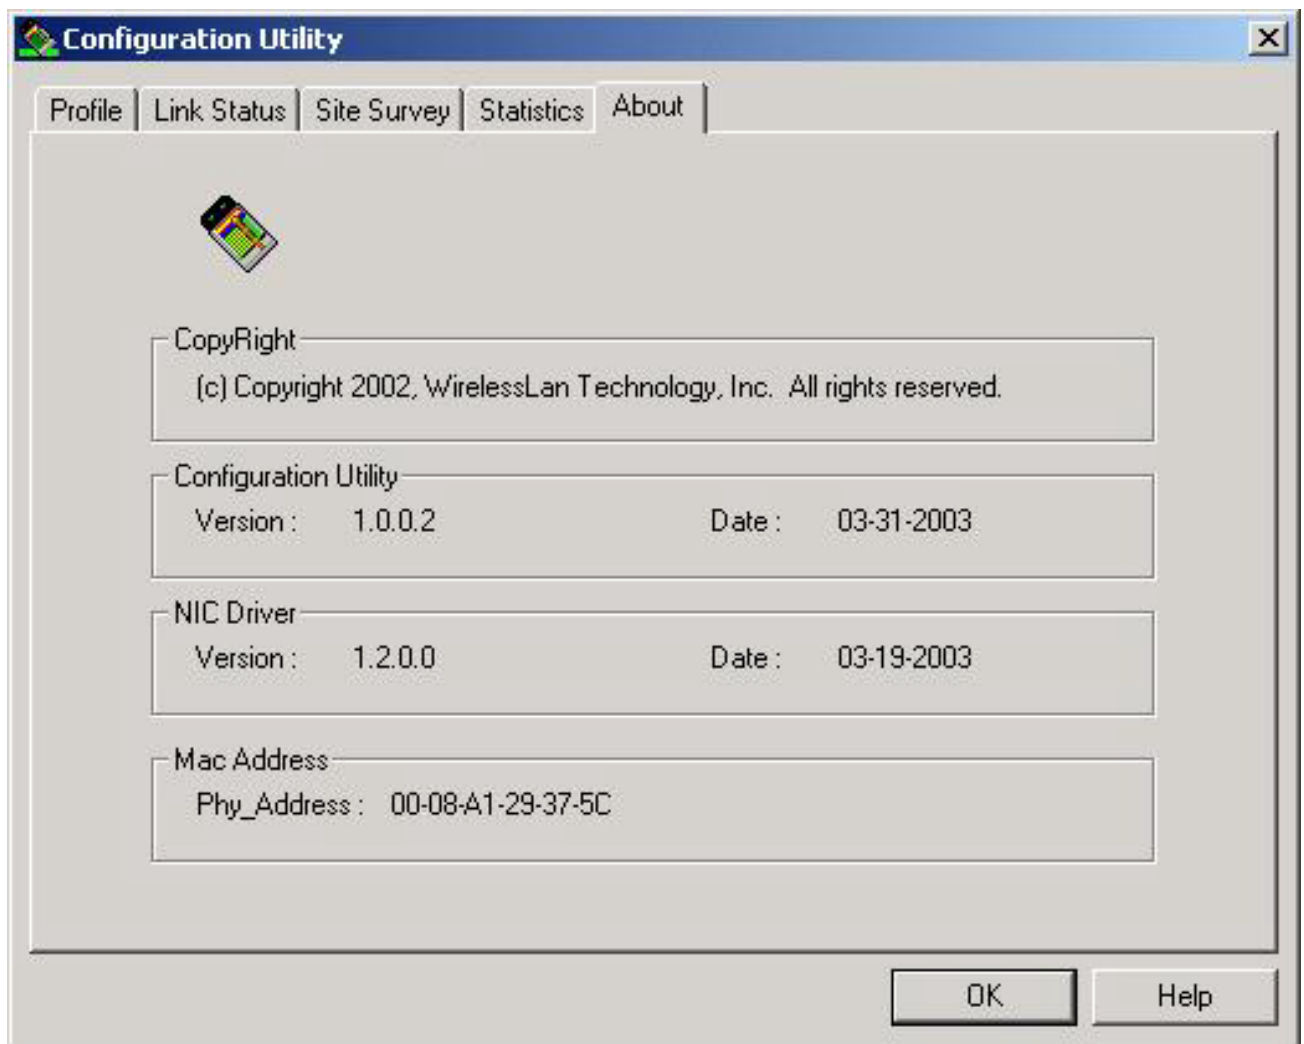 Configuration Utility
Profile Link Status Site Survey Statistics About
CopyRight
(c) Copyright 2002, WirelessLan Technology, Inc. All rights reserved.
Configuration Utility
Version : 1.0.0.2 Date : 03-31-2003
NIC Driver
Version : 1.2.0.0 Date : 03-19-2003
Mac Address
Phy_Address : 00-08-A1-29-37-5C
OK Help